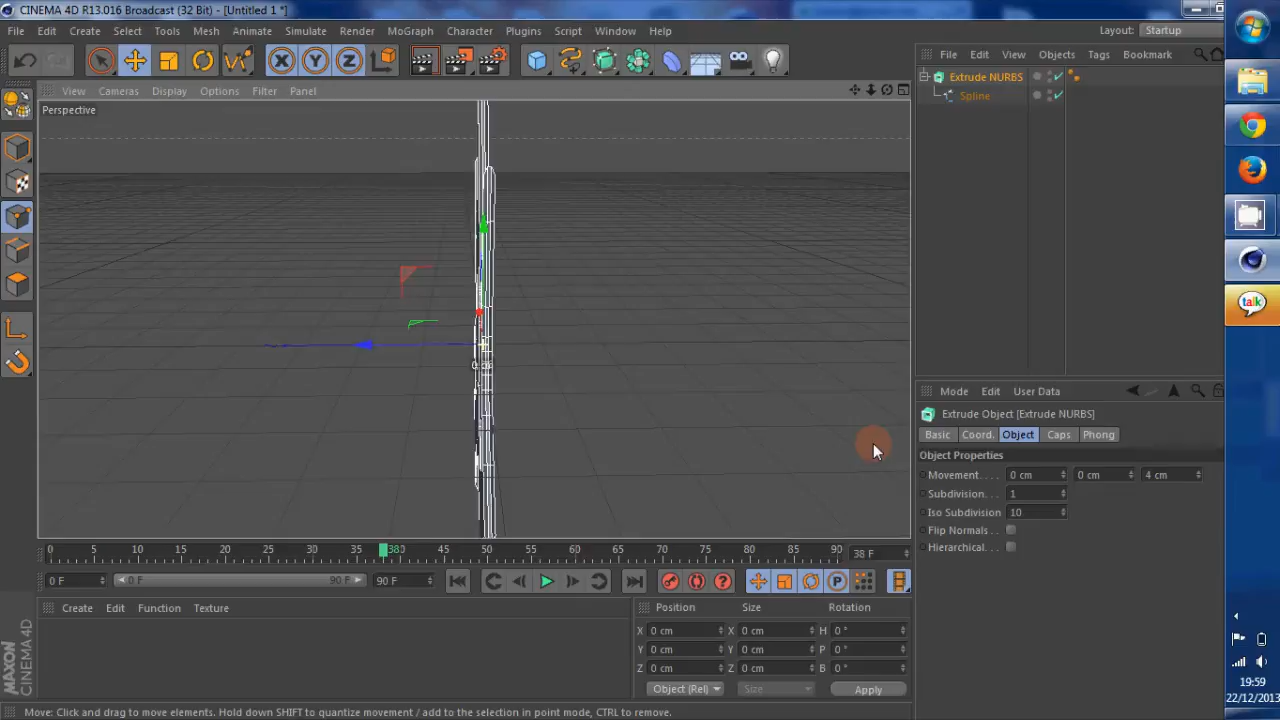 CINEMA 4D R13.016 Broadcast (32 Bit) - [Untitled 1 *]
File Edit Create Select Tools Mesh Animate Simulate Render MoGraph Character Plugins Script Window Help
Layout: Startup
File Edit View Objects Tags Bookmark
Extrude NURBS
Spline
View Cameras Display Options Filter Panel
Perspective
Mode Edit User Data
Extrude Object [Extrude NURBS]
Basic Coord. Object Caps Phong
Object Properties
Movement. . . . 0 cm 0 cm 4 cm
Subdivision. . . 1
Iso Subdivision 10
Flip Normals. .
Hierarchical. . .
0 5 10 15 20 25 30 35 380 45 50 55 60 65 70 75 80 85 90 38 F
0 F 0 F 90 F 90 F
Create Edit Function Texture
Position Size Rotation
X 0 cm X 0 cm H 0 °
Y 0 cm Y 0 cm P 0 °
Z 0 cm Z 0 cm B 0 °
Object (Rel) Size Apply
MAXON CINEMA 4D
Move: Click and drag to move elements. Hold down SHIFT to quantize movement / add to the selection in point mode, CTRL to remove.
talk
19:59
22/12/2013